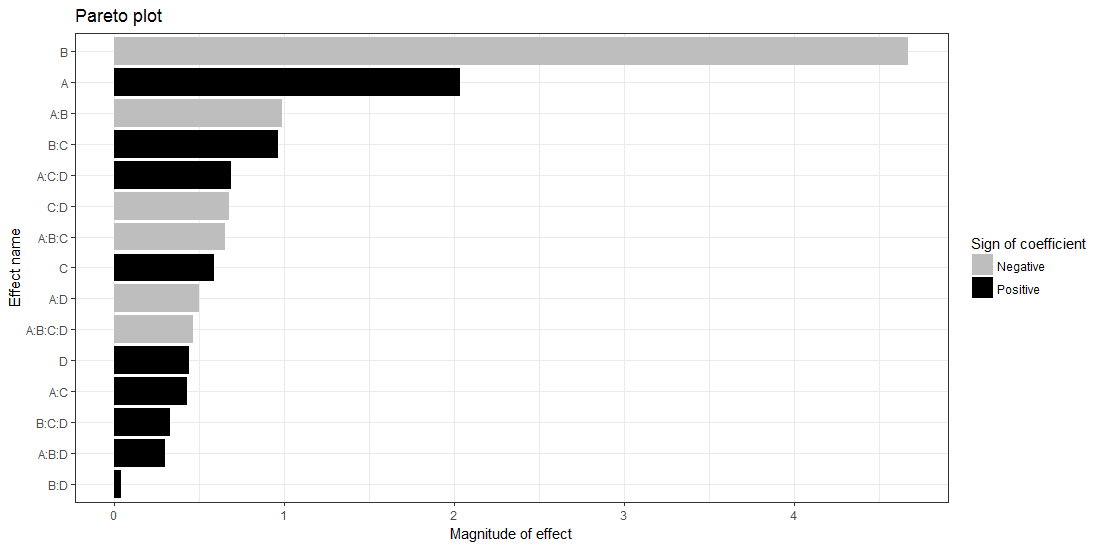 Pareto plot
B
A
A:B
B:C
A:C:D
C:D
A:B:C
C
A:D
A:B:C:D
D
A:C
B:C:D
A:B:D
B:D
Effect name
0 1 2 3 4
Magnitude of effect
Sign of coefficient
Negative
Positive